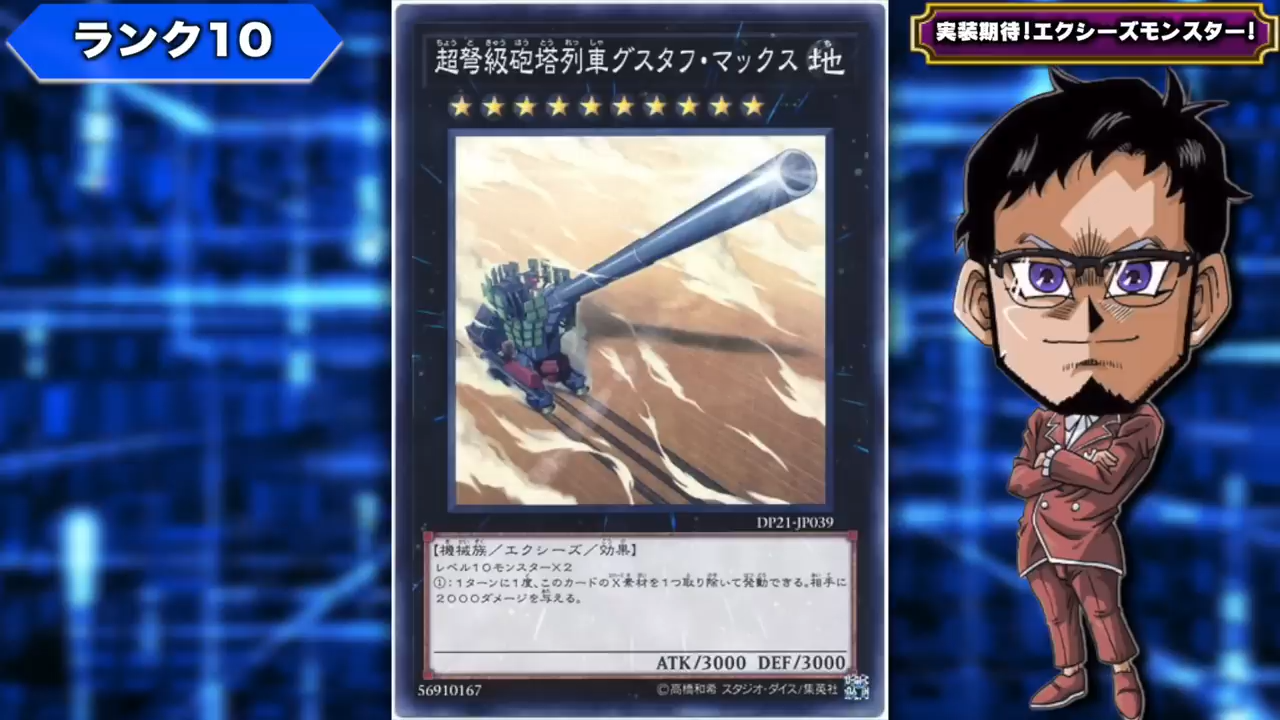 ランク10
実装期待!エクシーズモンスター!
超弩級砲塔列車グスタフ・マックス 地
DP21-JP039
【機械族/エクシーズ/効果】
レベル10モンスター×2
①:1ターンに1度、このカードのX素材を1つ取り除いて発動できる。相手に
2000ダメージを与える。
ATK/3000 DEF/3000
56910167
©高橋和希 スタジオ・ダイス/集英社